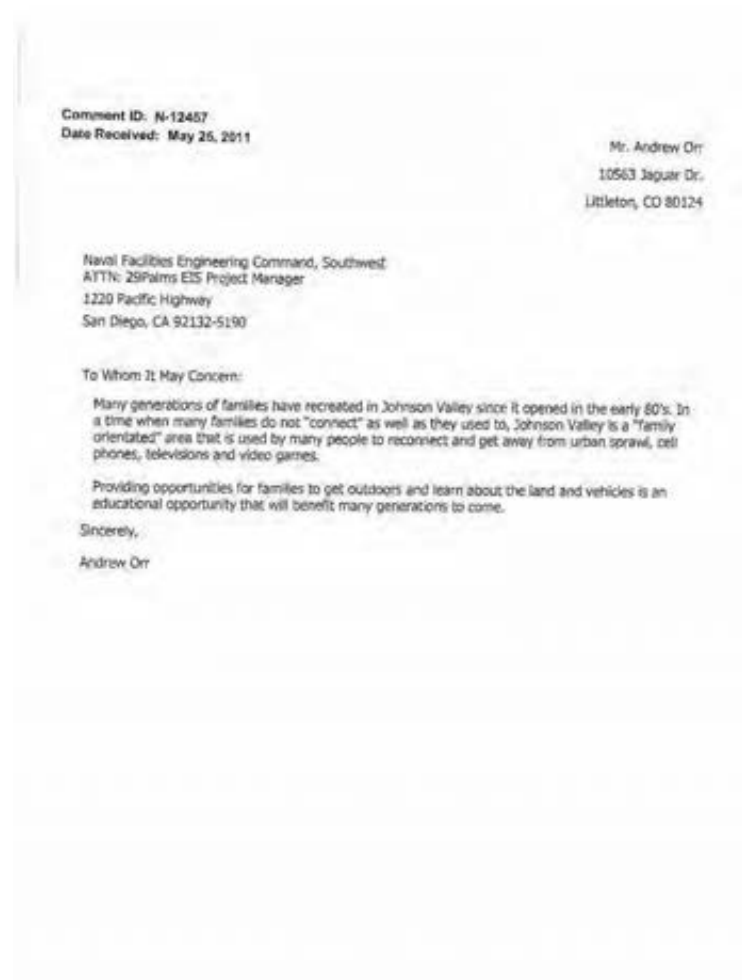 Comment ID: N-12457
Date Received: May 25, 2011
Mr. Andrew Orr
10563 Jaguar Dr.
Littleton, CO 80124
Naval Facilities Engineering Command, Southwest
ATTN: 29Palms EIS Project Manager
1220 Pacific Highway
San Diego, CA 92132-5190
To Whom It May Concern:
Many generations of families have recreated in Johnson Valley since it opened in the early 80's. In
a time when many families do not "connect" as well as they used to, Johnson Valley is a "family
orientated" area that is used by many people to reconnect and get away from urban sprawl, cell
phones, televisions and video games.
Providing opportunities for families to get outdoors and learn about the land and vehicles is an
educational opportunity that will benefit many generations to come.
Sincerely,
Andrew Orr